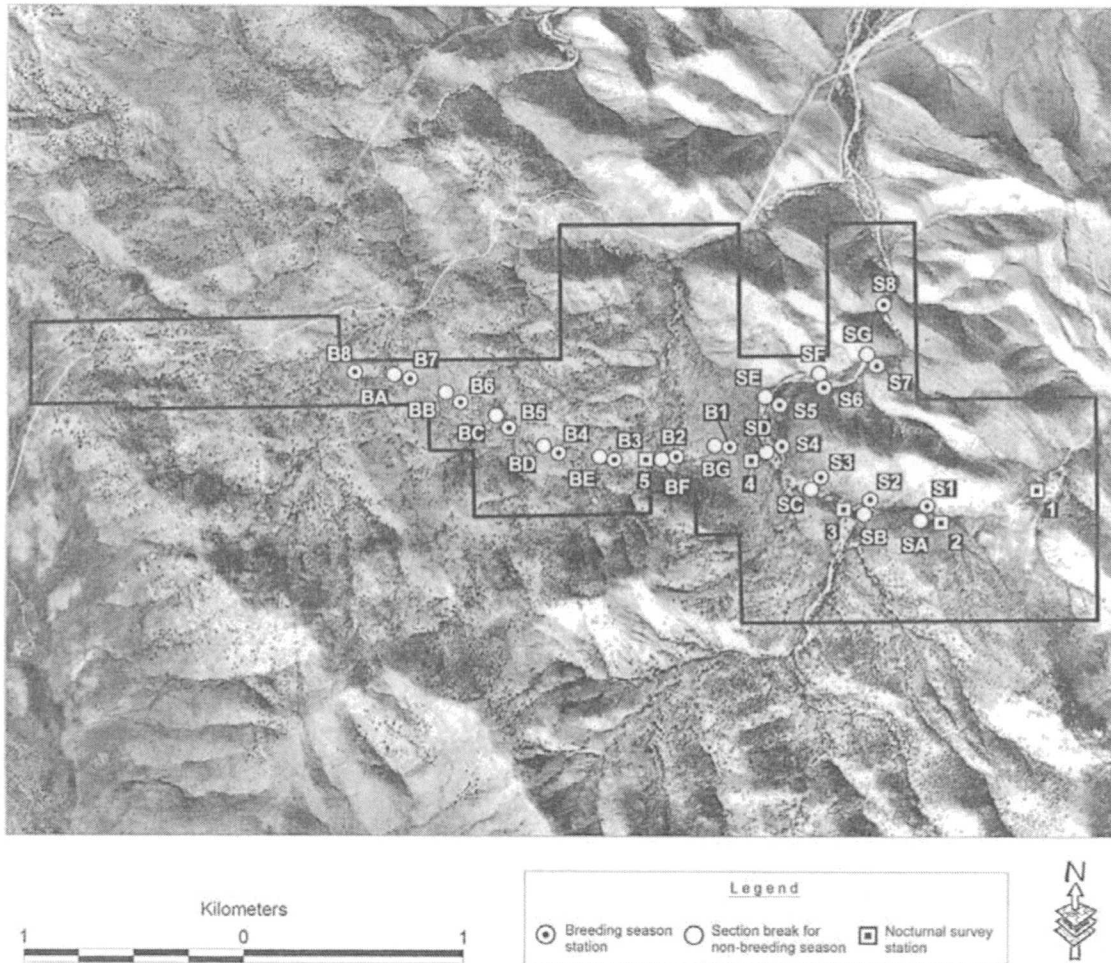 S8
SG
SF
B8
B7
S7
SE
B6
S6
BA
BB
B5
B1
SD
S5
BC
B4
B3
B2
S4
BD
S3
BE
5
BF
BG
4
S2
S1
SC
1
3
SB
SA
2
Kilometers
1 0 1
Legend
Breeding season station
Section break for non-breeding season
Nocturnal survey station
N